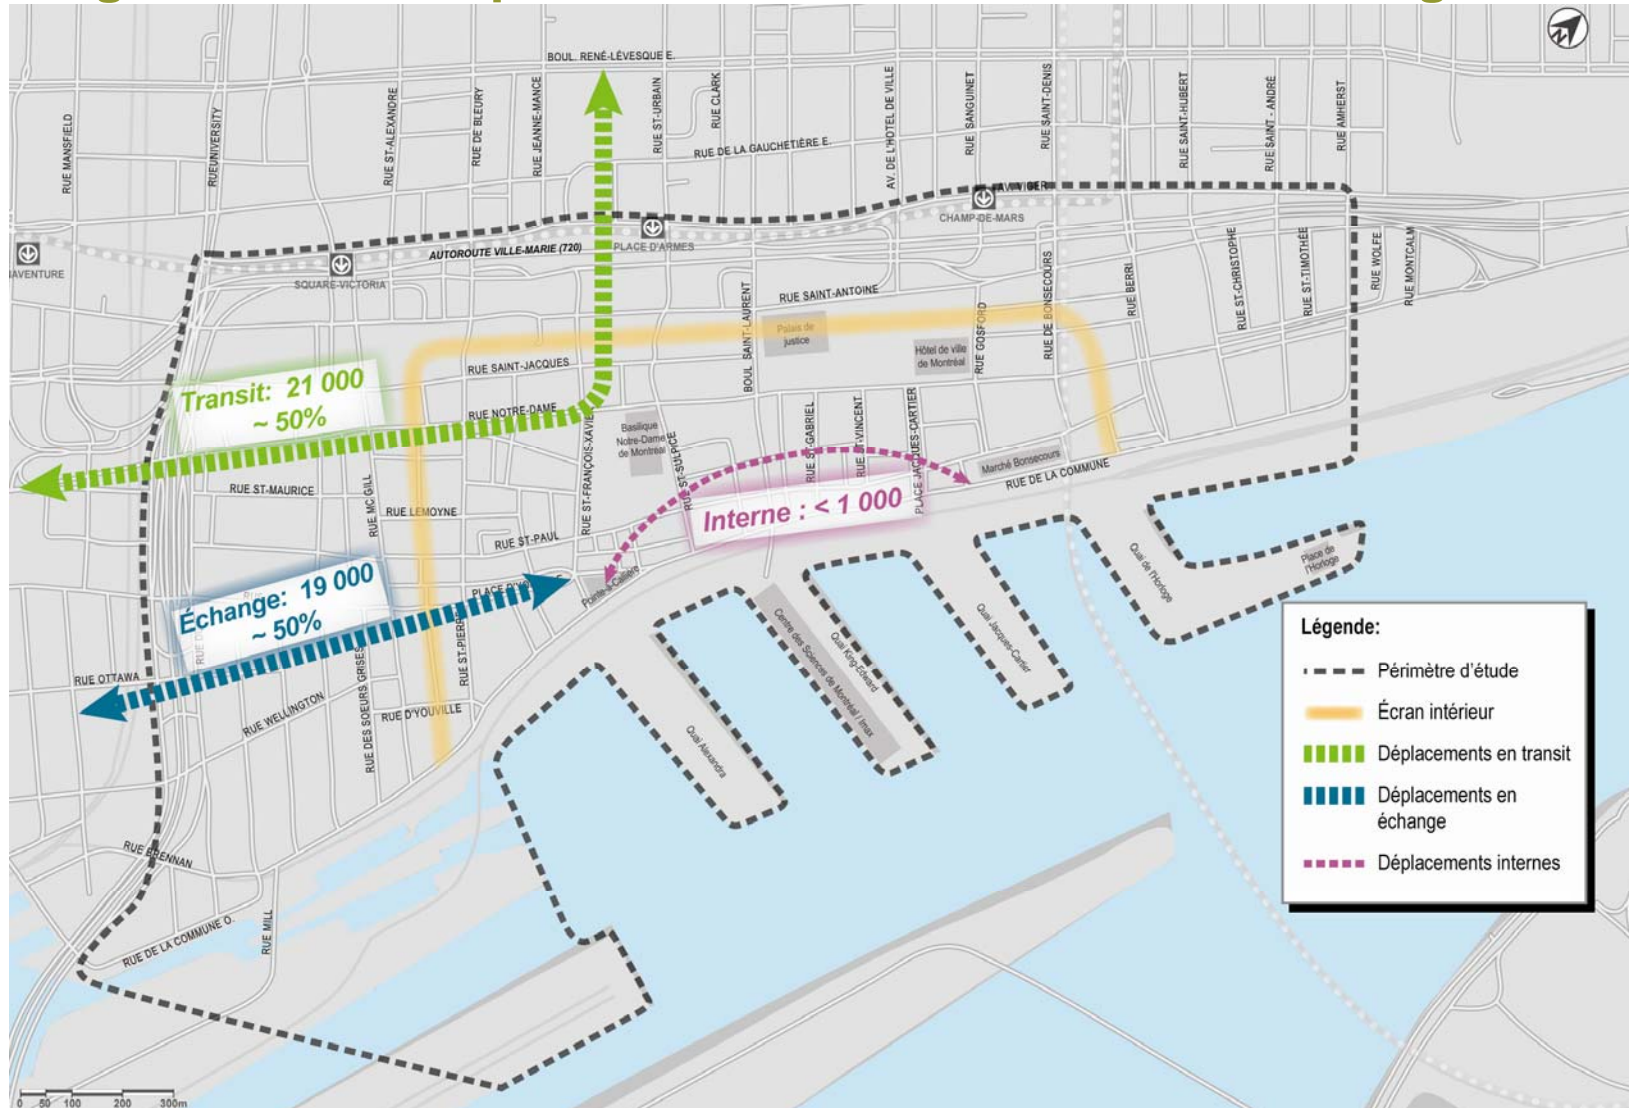 BOUL. RENÉ-LÉVESQUE E.
RUE MANSFIELD
RUEUNIVERSITY
RUE ST-ALEXANDRE
RUE DE BLEURY
RUE JEANNE-MANCE
RUE ST-URBAIN
RUE CLARK
RUE DE LA GAUCHETIÈRE E.
AV. DE L'HOTEL DE VILLE
RUE SANGUINET
RUE SAINT-DENIS
RUE SAINT-HUBERT
RUE SAINT - ANDRÉ
RUE AMHERST
AV. VIGER
CHAMP-DE-MARS
PLACE D'ARMES
AUTOROUTE VILLE-MARIE (720)
SQUARE-VICTORIA
AVENTURE
RUE SAINT-ANTOINE
BOUL SAINT-LAURENT
Palais de
justice
Hôtel de ville
de Montréal
RUE GOSFORD
RUE DE BONSECOURS
RUE BERRI
RUE ST-CHRISTOPHE
RUE ST-TIMOTHÉE
RUE WOLFE
RUE MONTCALM
RUE SAINT-JACQUES
Transit: 21 000
~ 50%
RUE NOTRE-DAME
RUE ST-FRANÇOIS-XAVIER
Basilique
Notre-Dame
de Montréal
RUE ST-SULPICE
RUE ST-GABRIEL
RUE ST-VINCENT
PLACE JACQUES-CARTIER
Marché Bonsecours
RUE DE LA COMMUNE
RUE ST-MAURICE
RUE MC GILL
RUE LEMOYNE
RUE ST-PAUL
Interne : < 1 000
Échange: 19 000
~ 50%
Pointe-à-Callière
RUE ST-PIERRE
RUE OTTAWA
RUE WELLINGTON
RUE DES SOEURS GRISES
RUE D'YOUVILLE
Quai Alexandra
Centre des Sciences de Montréal / Imax
Quai King-Edward
Quai Jacques-Cartier
Quai de l'Horloge
Place de
l'Horloge
RUE BRENNAN
RUE DE LA COMMUNE O.
RUE MILL
Légende:
Périmètre d'étude
Écran intérieur
Déplacements en transit
Déplacements en
échange
Déplacements internes
0 50 100 200 300m